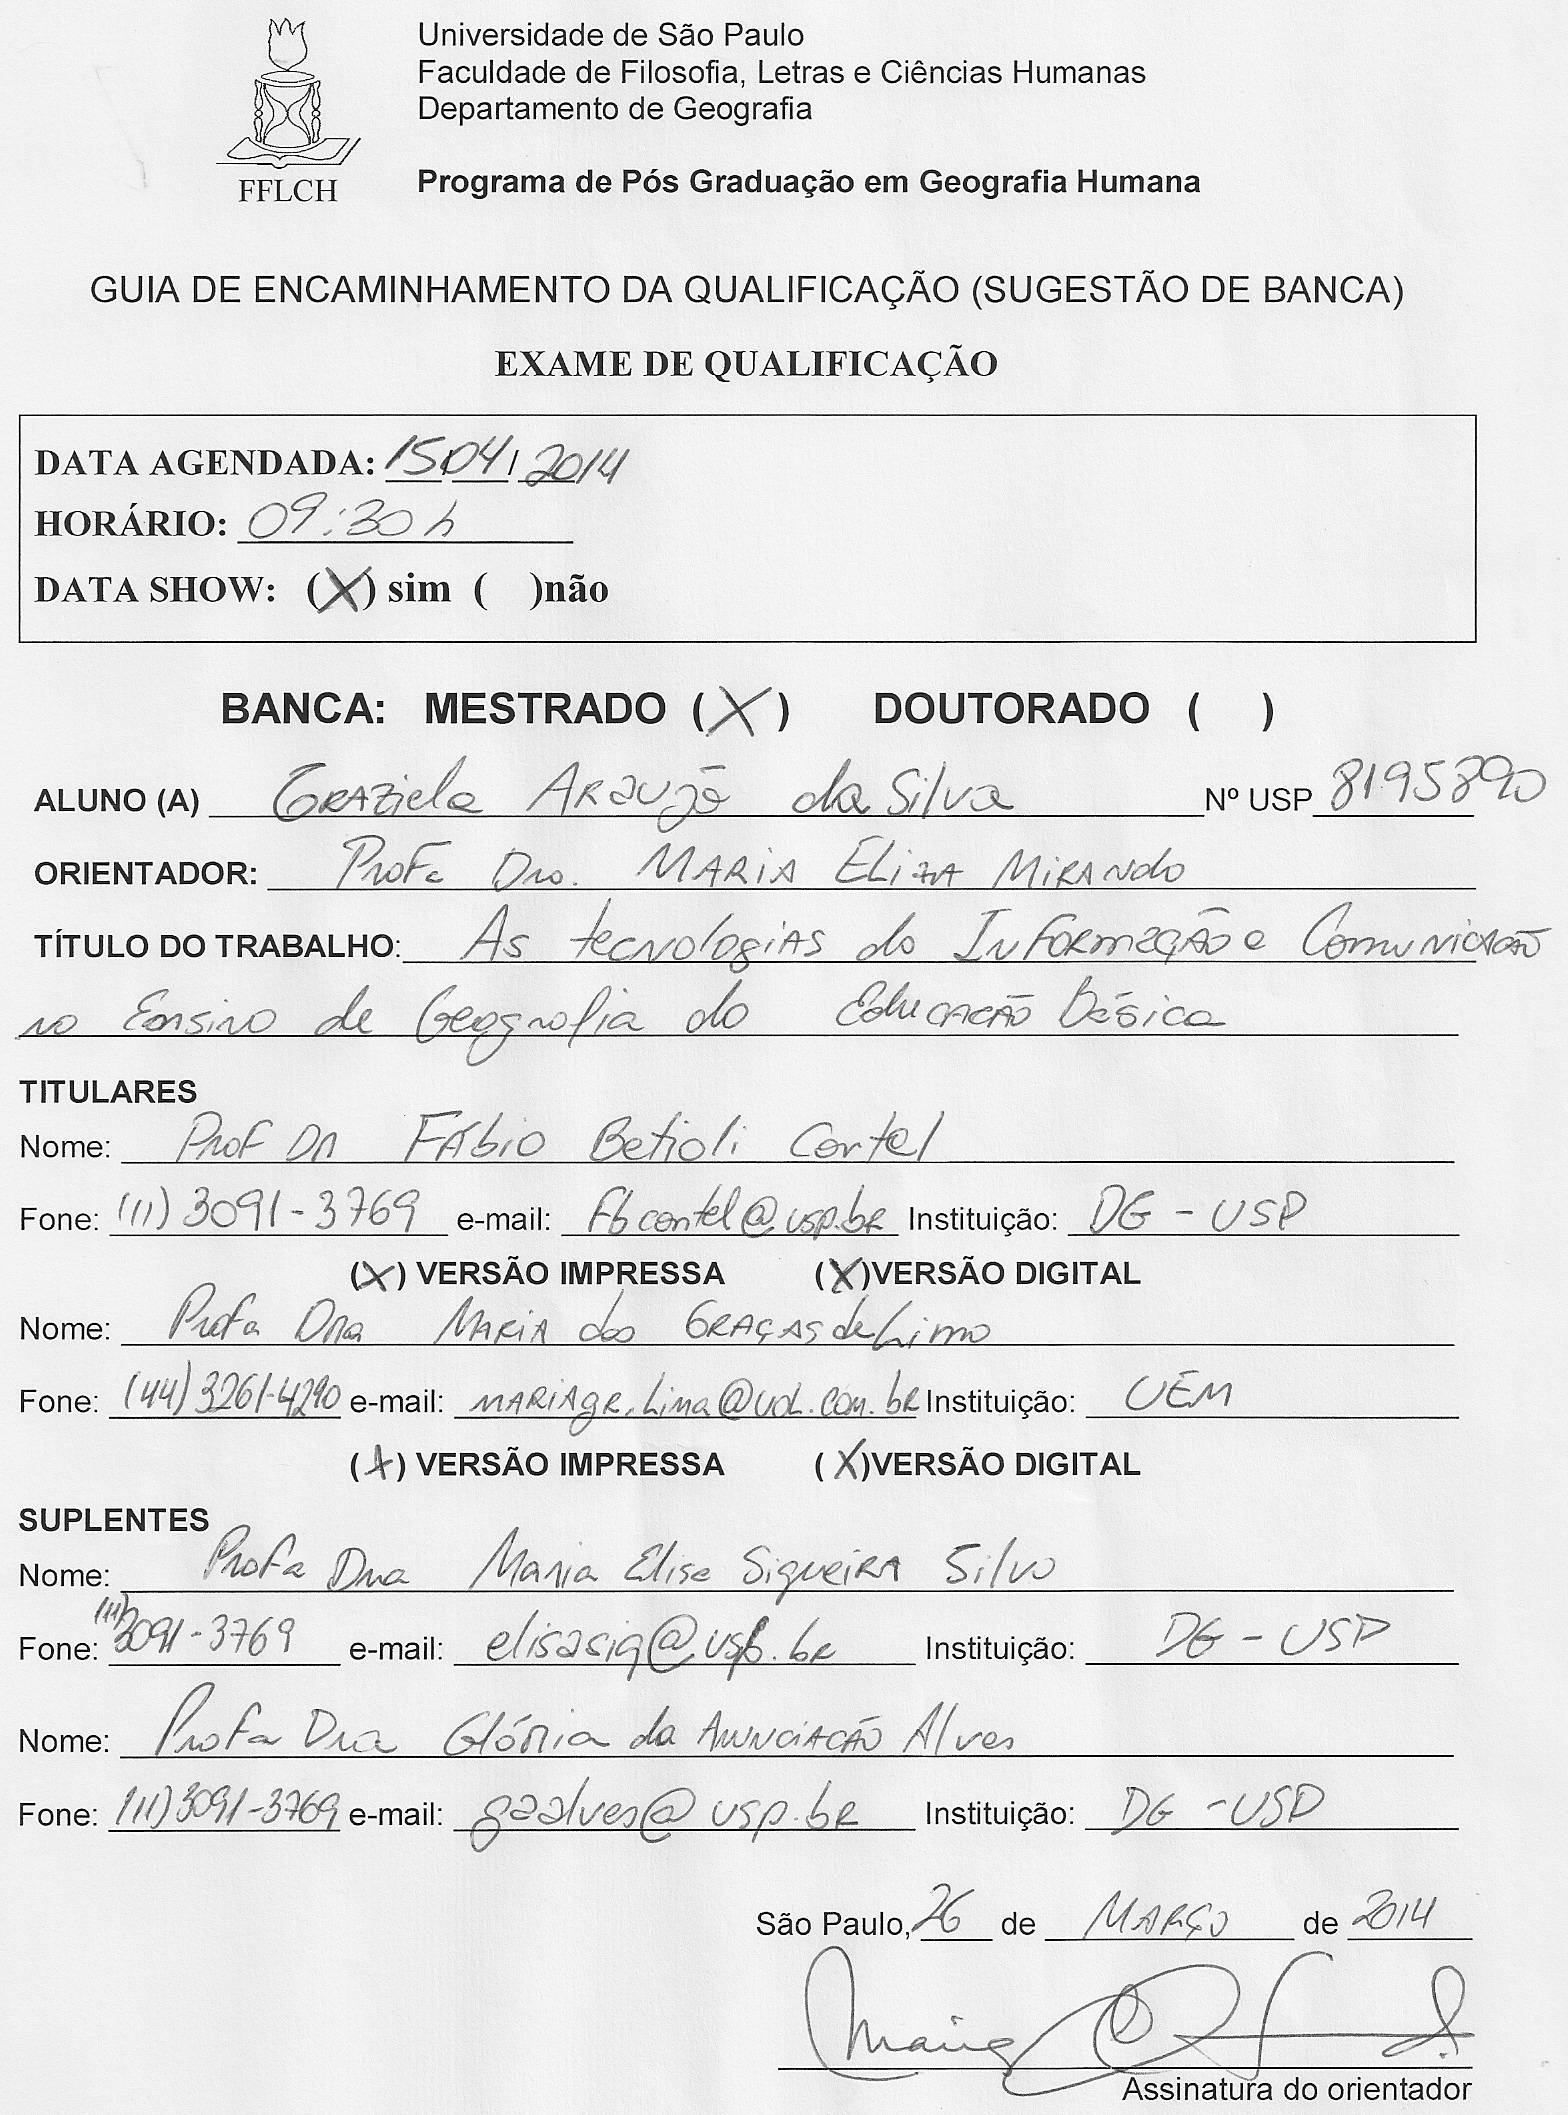 Universidade de São Paulo
Faculdade de Filosofia, Letras e Ciências Humanas
Departamento de Geografia
FFLCH
Programa de Pós Graduação em Geografia Humana
GUIA DE ENCAMINHAMENTO DA QUALIFICAÇÃO (SUGESTÃO DE BANCA)
EXAME DE QUALIFICAÇÃO
DATA AGENDADA: 15/04/2014
HORÁRIO: 09:30 h
DATA SHOW: (X) sim ( )não
BANCA: MESTRADO (X) DOUTORADO ( )
ALUNO (A) Graziela Araujo da Silva Nº USP 8195890
ORIENTADOR: Profa Dra. Maria Eliza Miranda
TÍTULO DO TRABALHO: As tecnologias da Informação e Comunicação
no Ensino de Geografia da Educação Básica
TITULARES
Nome: Prof Dr Fábio Betioli Contel
Fone: (11) 3091-3769 e-mail: fbcontel@usp.br Instituição: DG - USP
(X) VERSÃO IMPRESSA (X)VERSÃO DIGITAL
Nome: Profa Dra Maria das Graças de Lima
Fone: (44) 3261-4290 e-mail: mariagr.lima@uol.com.br Instituição: UEM
(X) VERSÃO IMPRESSA (X)VERSÃO DIGITAL
SUPLENTES
Nome: Profa Dra Maria Elisa Siqueira Silva
Fone: (11) 3091-3769 e-mail: elisasiq@usp.br Instituição: DG - USP
Nome: Profa Dra Glória da Anunciação Alves
Fone: (11) 3091-3769 e-mail: gaalves@usp.br Instituição: DG - USP
São Paulo, 26 de Março de 2014
Assinatura do orientador